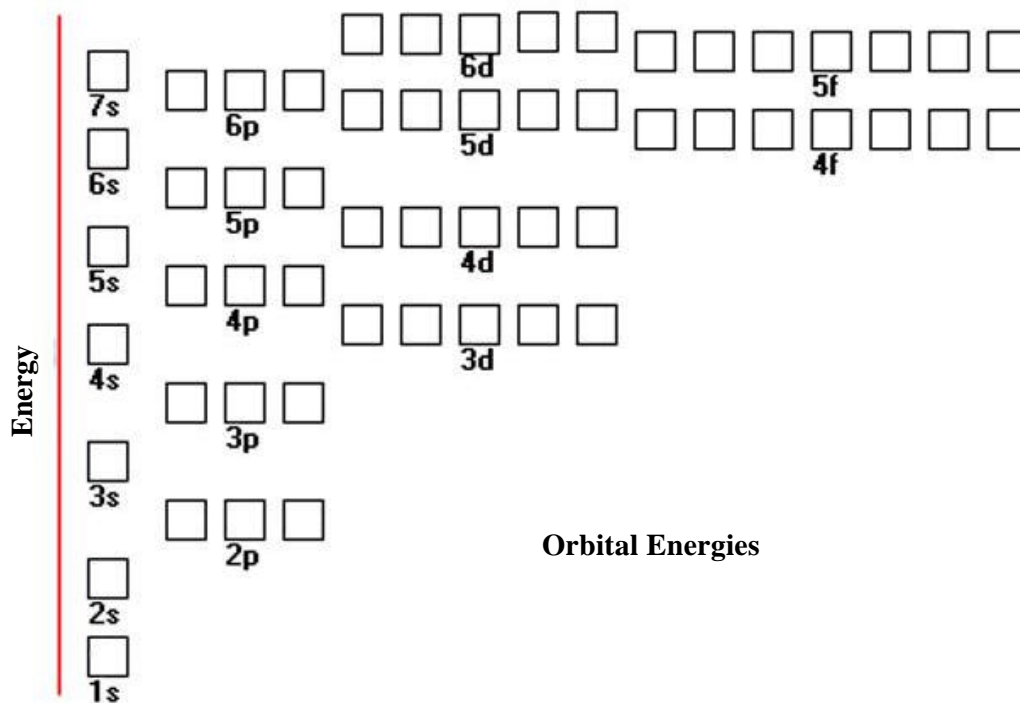 6d
5f
7s
6p
5d
4f
6s
5p
4d
5s
4p
3d
4s
Energy
3p
3s
Orbital Energies
2p
2s
1s